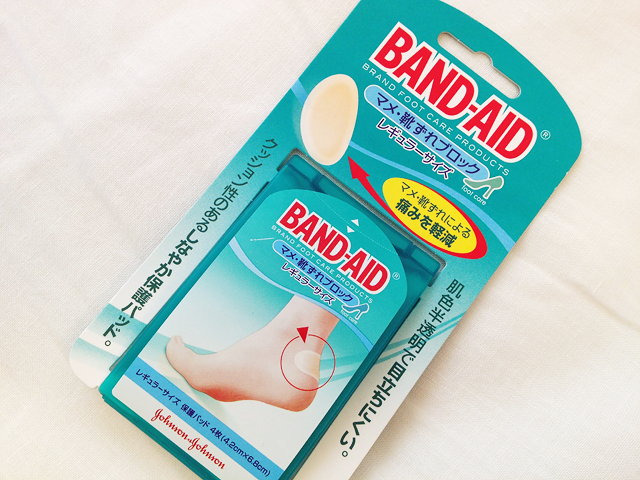 BAND-AID®
BRAND FOOT CARE PRODUCTS
マメ・靴ずれブロック
レギュラーサイズ
foot care
マメ・靴ずれによる
痛みを軽減
クッション性のあるしなやか保護パッド。
肌色半透明で目立ちにくい。
BAND-AID®
BRAND FOOT CARE PRODUCTS
マメ・靴ずれブロック
レギュラーサイズ
foot care
レギュラーサイズ 保護パッド 4枚(4.2cm×6.8cm)
Johnson&Johnson